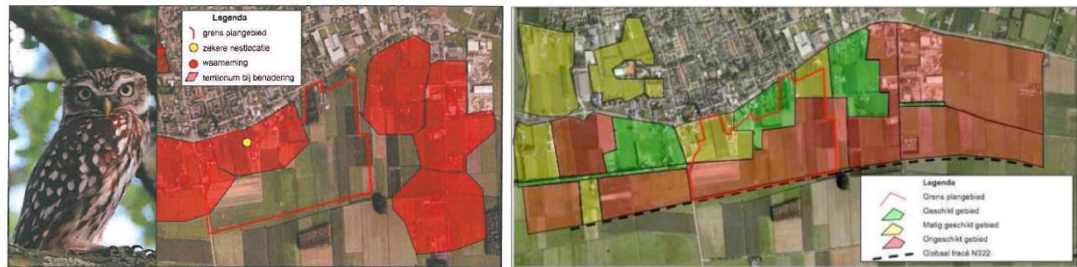 Legenda
grens plangebied
zekere nestlocatie
waarneming
territorium bij benadering
Legenda
Grens plangebied
Geschikt gebied
Matig geschikt gebied
Ongeschikt gebied
Globaal tracé N322